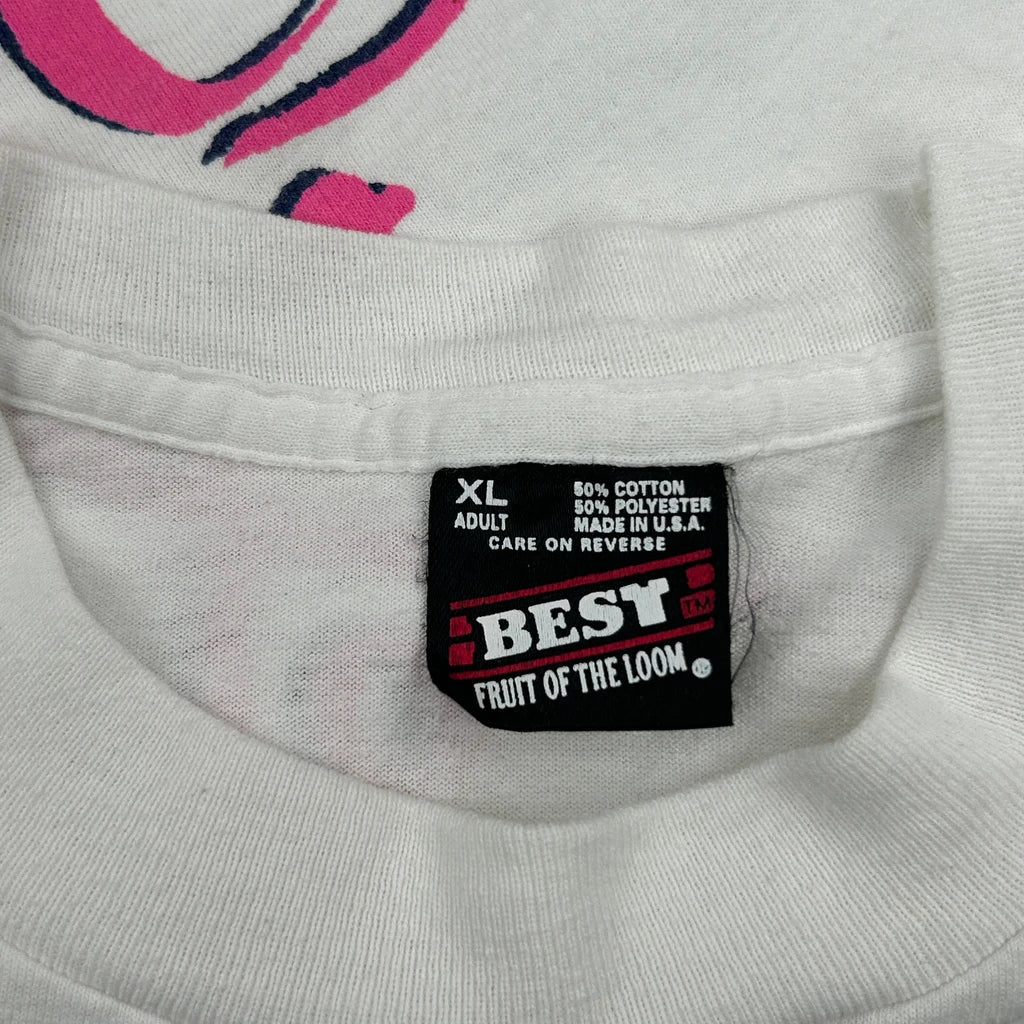 XL
ADULT
50% COTTON
50% POLYESTER
MADE IN U.S.A.
CARE ON REVERSE
BEST TM
FRUIT OF THE LOOM